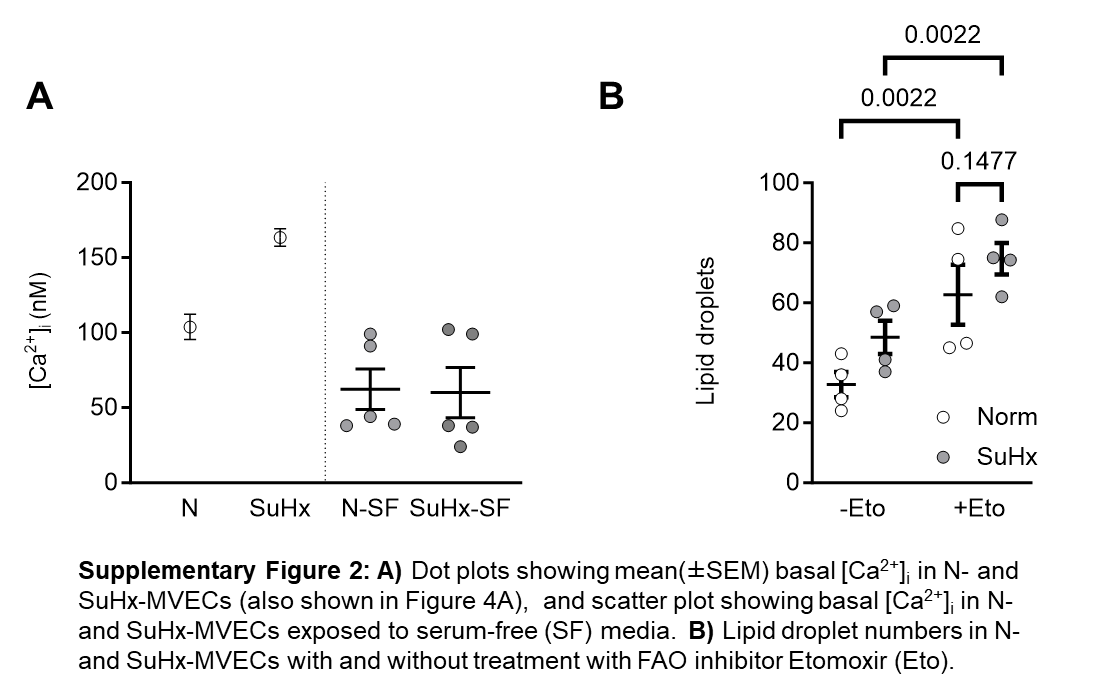 A
200
150
100
50
0
[Ca²⁺]ᵢ (nM)
N SuHx N-SF SuHx-SF
B
0.0022
0.0022
0.1477
100
80
60
40
20
0
Lipid droplets
Norm
SuHx
-Eto +Eto
Supplementary Figure 2: A) Dot plots showing mean(±SEM) basal [Ca²⁺]ᵢ in N- and
SuHx-MVECs (also shown in Figure 4A), and scatter plot showing basal [Ca²⁺]ᵢ in N-
and SuHx-MVECs exposed to serum-free (SF) media. B) Lipid droplet numbers in N-
and SuHx-MVECs with and without treatment with FAO inhibitor Etomoxir (Eto).